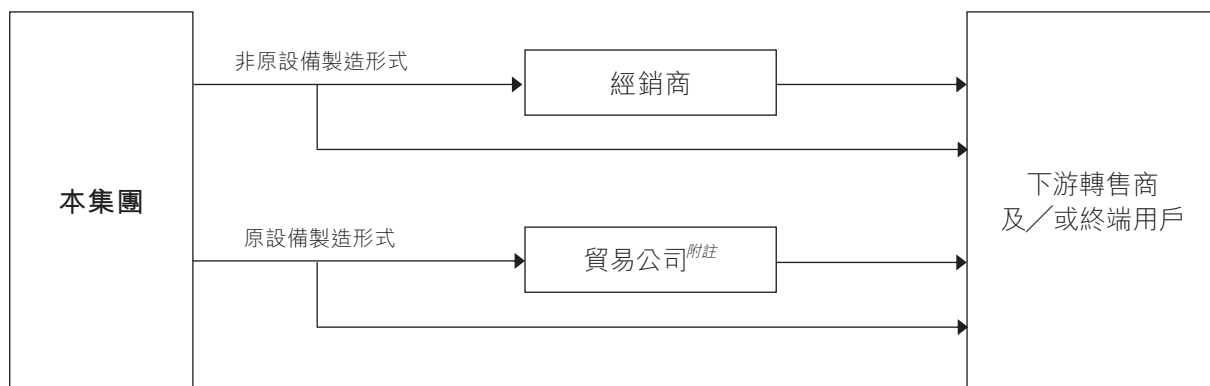 本集團
非原設備製造形式
經銷商
原設備製造形式
貿易公司附註
下游轉售商
及╱或終端用戶